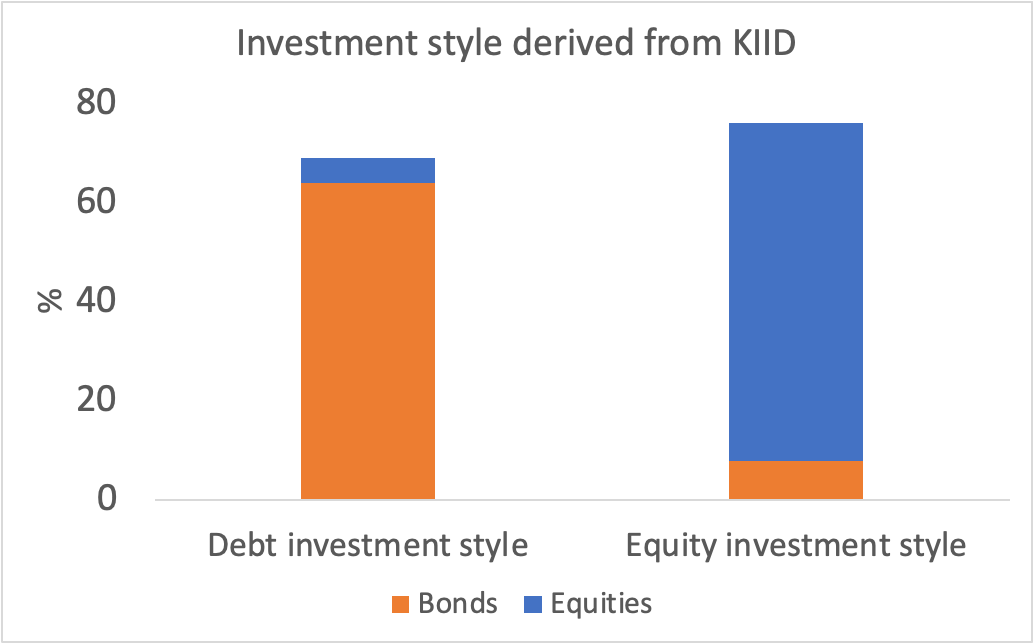 Investment style derived from KIID
80
60
40
20
0
%
Debt investment style
Equity investment style
Bonds
Equities